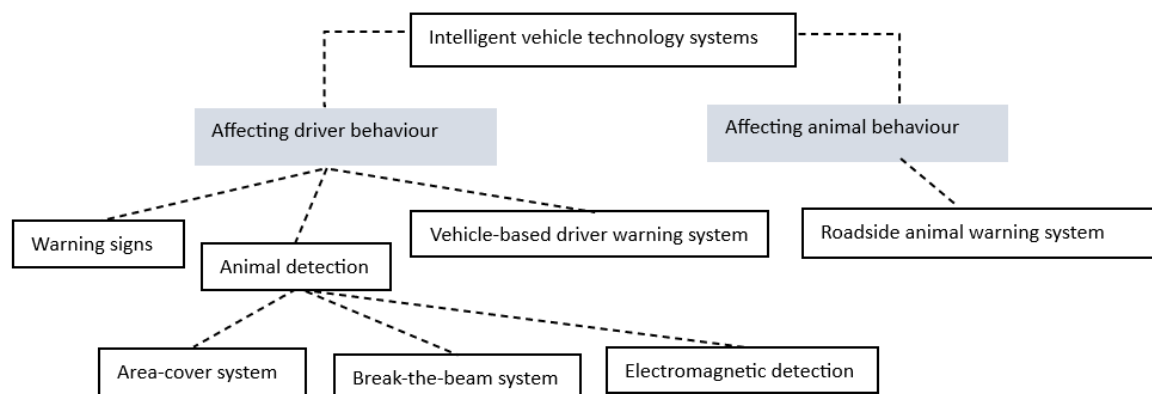 Intelligent vehicle technology systems
Affecting driver behaviour
Affecting animal behaviour
Warning signs
Animal detection
Vehicle-based driver warning system
Roadside animal warning system
Area-cover system
Break-the-beam system
Electromagnetic detection